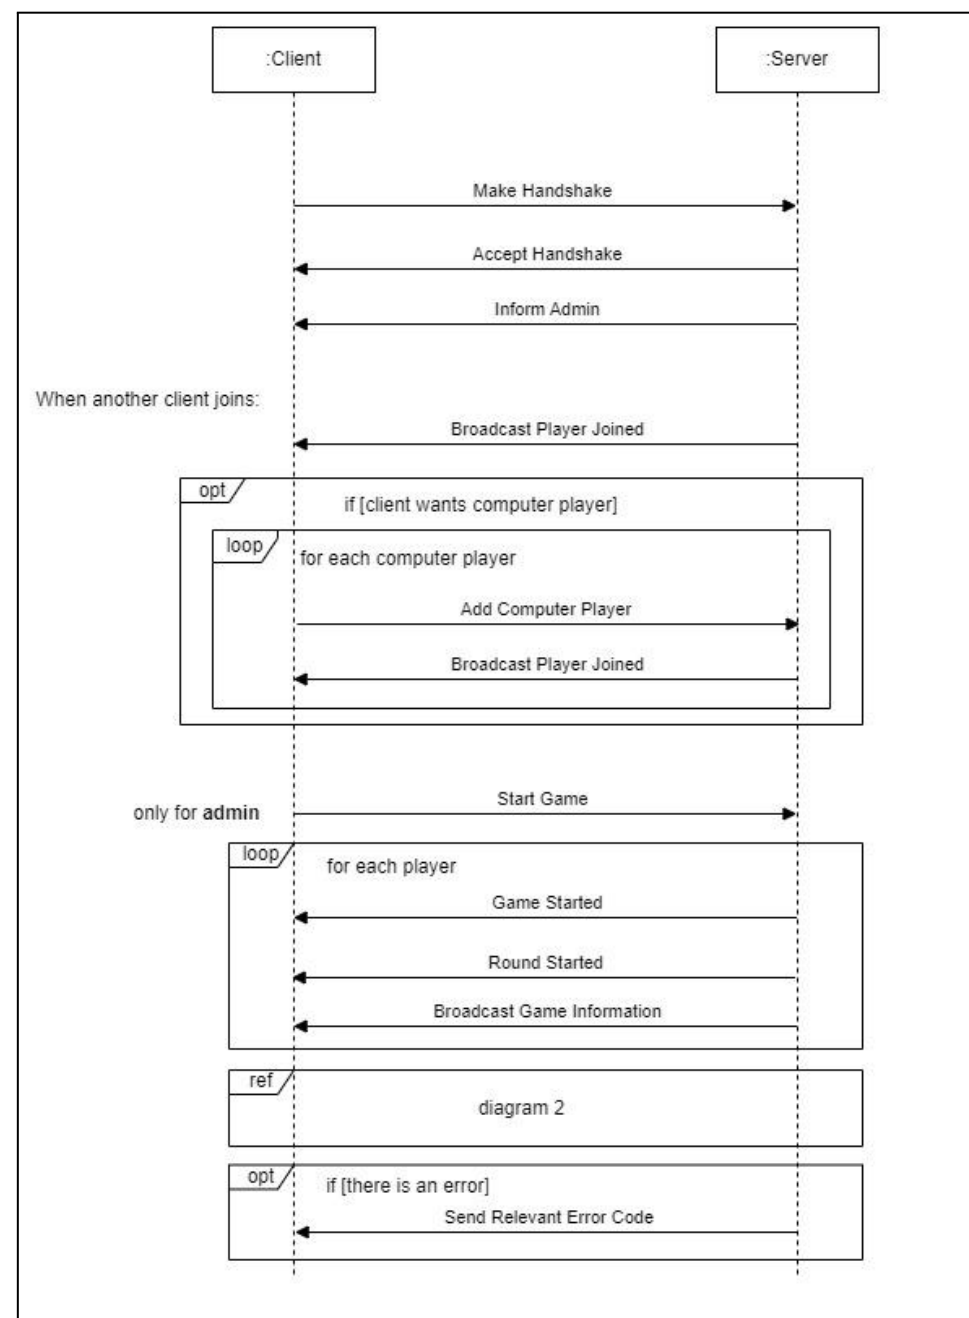 :Client
:Server
Make Handshake
Accept Handshake
Inform Admin
When another client joins:
Broadcast Player Joined
opt
if [client wants computer player]
loop
for each computer player
Add Computer Player
Broadcast Player Joined
Start Game
only for admin
loop
for each player
Game Started
Round Started
Broadcast Game Information
ref
diagram 2
opt
if [there is an error]
Send Relevant Error Code